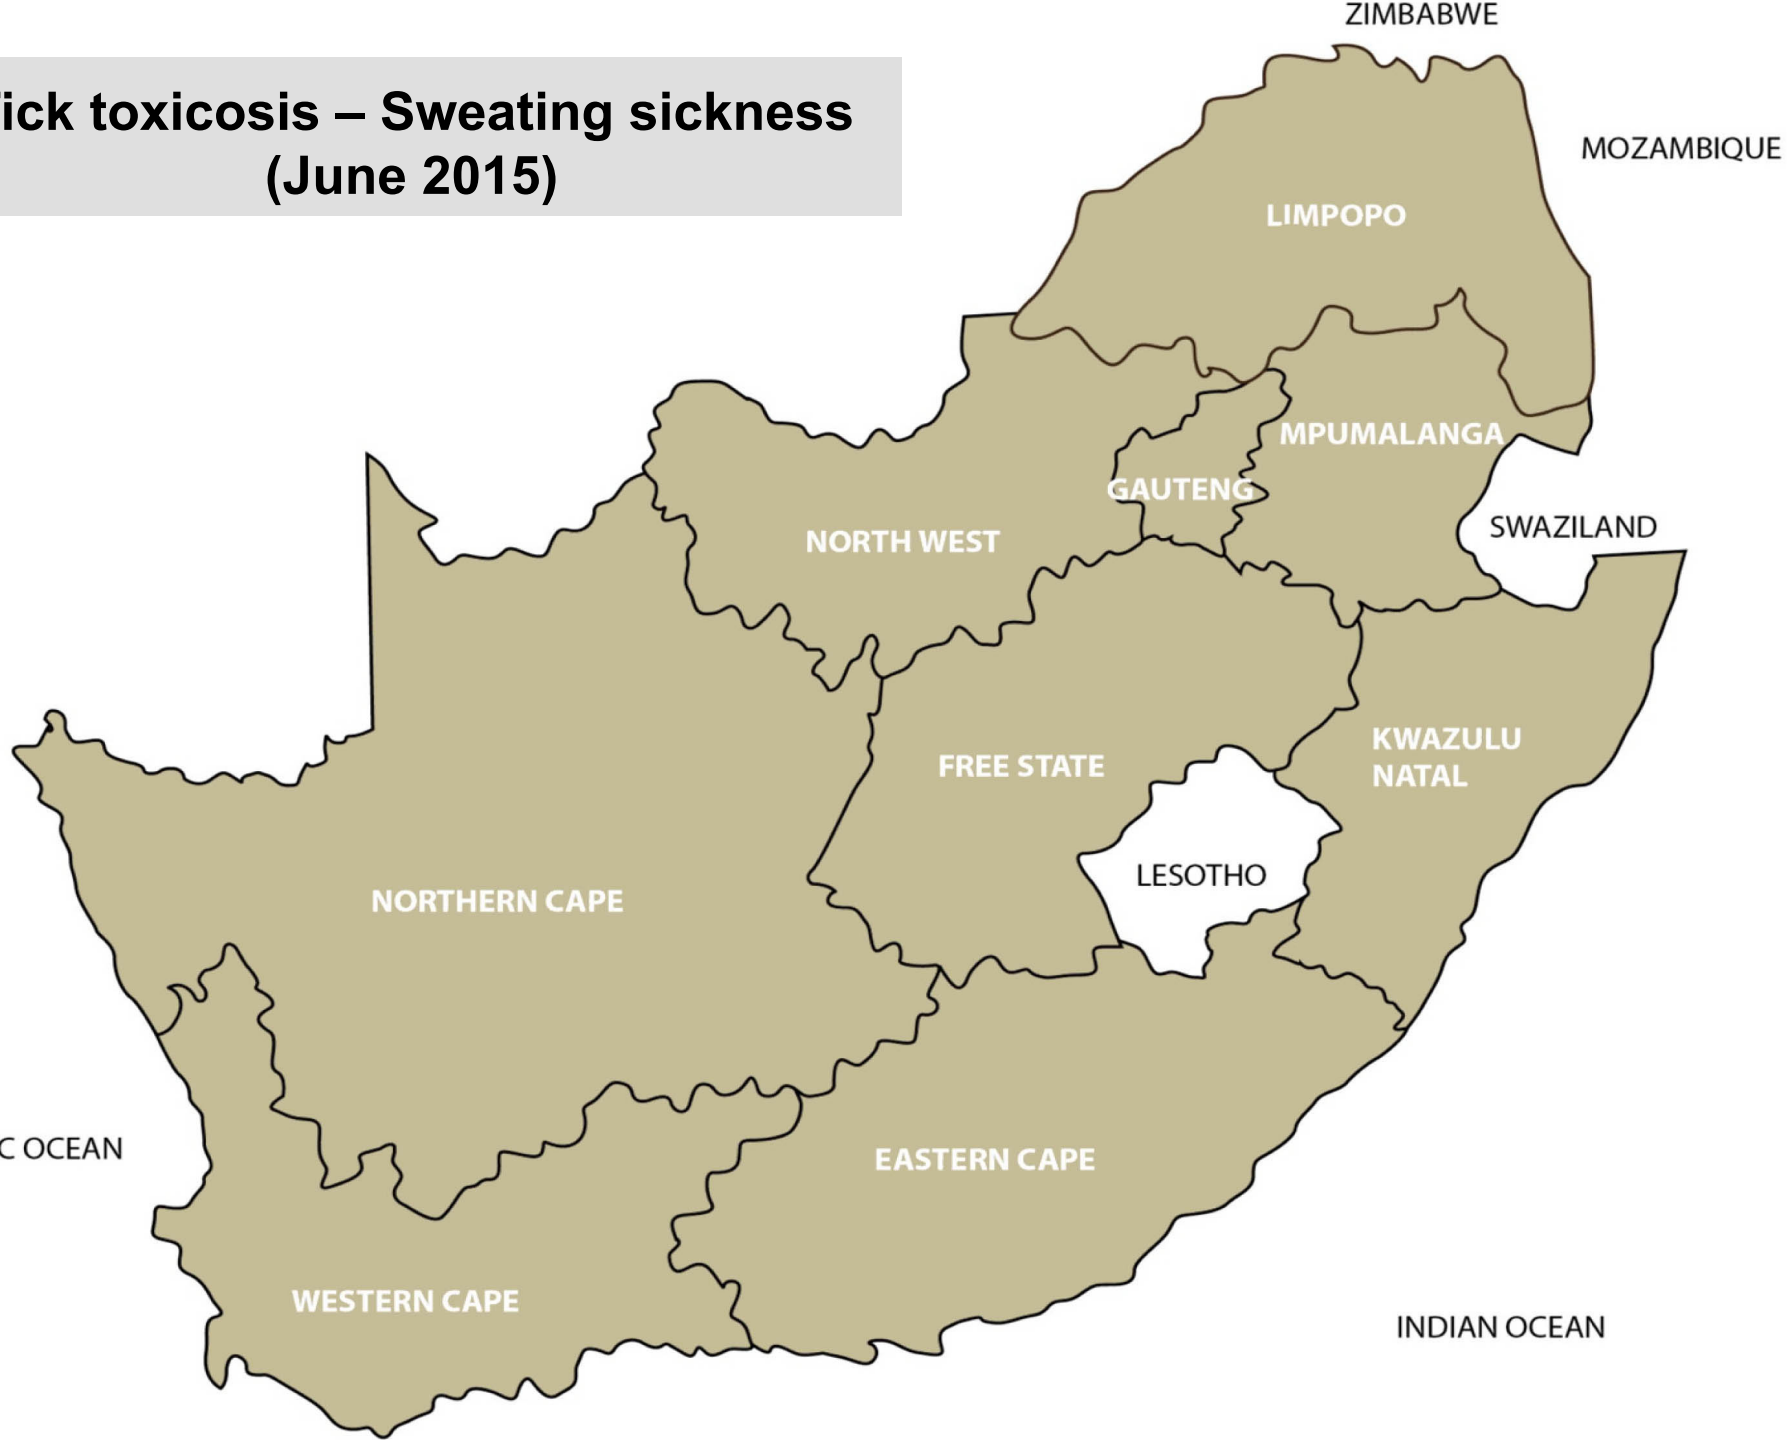 ZIMBABWE
ick toxicosis – Sweating sickness
(June 2015)
MOZAMBIQUE
LIMPOPO
MPUMALANGA
GAUTENG
NORTH WEST
SWAZILAND
KWAZULU
NATAL
FREE STATE
LESOTHO
NORTHERN CAPE
C OCEAN
EASTERN CAPE
WESTERN CAPE
INDIAN OCEAN